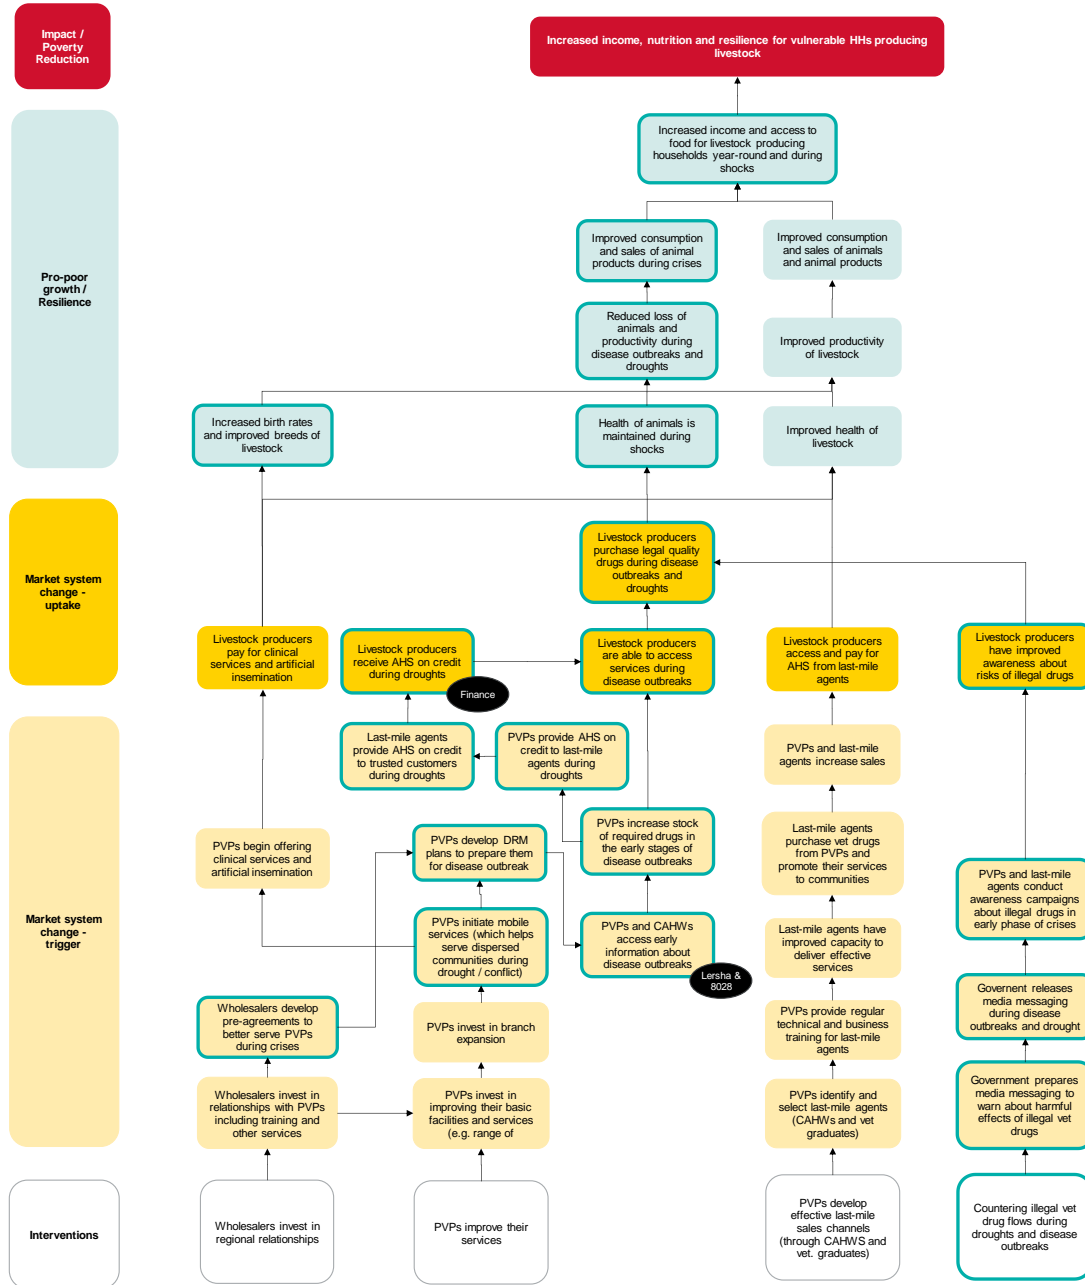 Impact /
Poverty
Reduction
Increased income, nutrition and resilience for vulnerable HHs producing
livestock
Pro-poor
growth /
Resilience
Increased income and access to
food for livestock producing
households year-round and during
shocks
Improved consumption
and sales of animal
products during crises
Improved consumption
and sales of animals
and animal products
Reduced loss of
animals and
productivity during
disease outbreaks and
droughts
Improved productivity
of livestock
Increased birth rates
and improved breeds of
livestock
Health of animals is
maintained during
shocks
Improved health of
livestock
Market system
change -
uptake
Livestock producers
purchase legal quality
drugs during disease
outbreaks and
droughts
Livestock producers
pay for clinical
services and artificial
insemination
Livestock producers
receive AHS on credit
during droughts
Finance
Livestock producers
are able to access
services during
disease outbreaks
Livestock producers
access and pay for
AHS from last-mile
agents
Livestock producers
have improved
awareness about
risks of illegal drugs
Market system
change -
trigger
Last-mile agents
provide AHS on credit
to trusted customers
during droughts
PVPs provide AHS on
credit to last-mile
agents during
droughts
PVPs and last-mile
agents increase sales
PVPs begin offering
clinical services and
artificial insemination
PVPs develop DRM
plans to prepare them
for disease outbreak
PVPs increase stock
of required drugs in
the early stages of
disease outbreaks
Last-mile agents
purchase vet drugs
from PVPs and
promote their services
to communities
PVPs and last-mile
agents conduct
awareness campaigns
about illegal drugs in
early phase of crises
PVPs initiate mobile
services (which helps
serve dispersed
communities during
drought / conflict)
PVPs and CAHWs
access early
information about
disease outbreaks
Lersha &
8028
Last-mile agents have
improved capacity to
deliver effective
services
Wholesalers develop
pre-agreements to
better serve PVPs
during crises
PVPs invest in branch
expansion
PVPs provide regular
technical and business
training for last-mile
agents
Governent releases
media messaging
during disease
outbreaks and drought
Wholesalers invest in
relationships with PVPs
including training and
other services
PVPs invest in
improving their basic
facilities and services
(e.g. range of
PVPs identify and
select last-mile agents
(CAHWs and vet
graduates)
Government prepares
media messaging to
warn about harmful
effects of illegal vet
drugs
Interventions
Wholesalers invest in
regional relationships
PVPs improve their
services
PVPs develop
effective last-mile
sales channels
(through CAHWS and
vet. graduates)
Countering illegal vet
drug flows during
droughts and disease
outbreaks